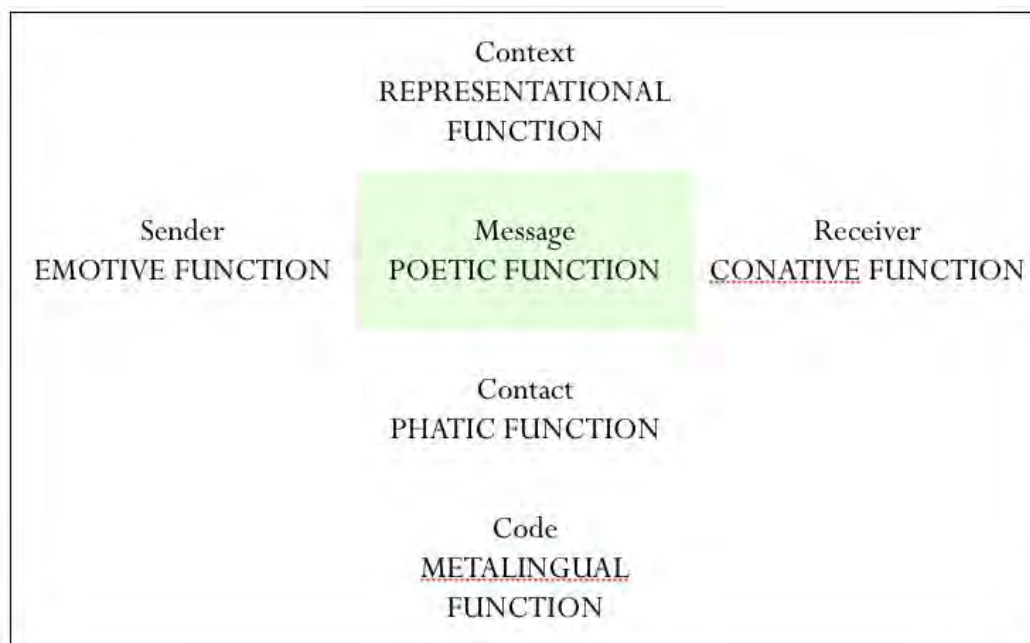 Context
REPRESENTATIONAL
FUNCTION
Sender
EMOTIVE FUNCTION
Message
POETIC FUNCTION
Receiver
CONATIVE FUNCTION
Contact
PHATIC FUNCTION
Code
METALINGUAL
FUNCTION